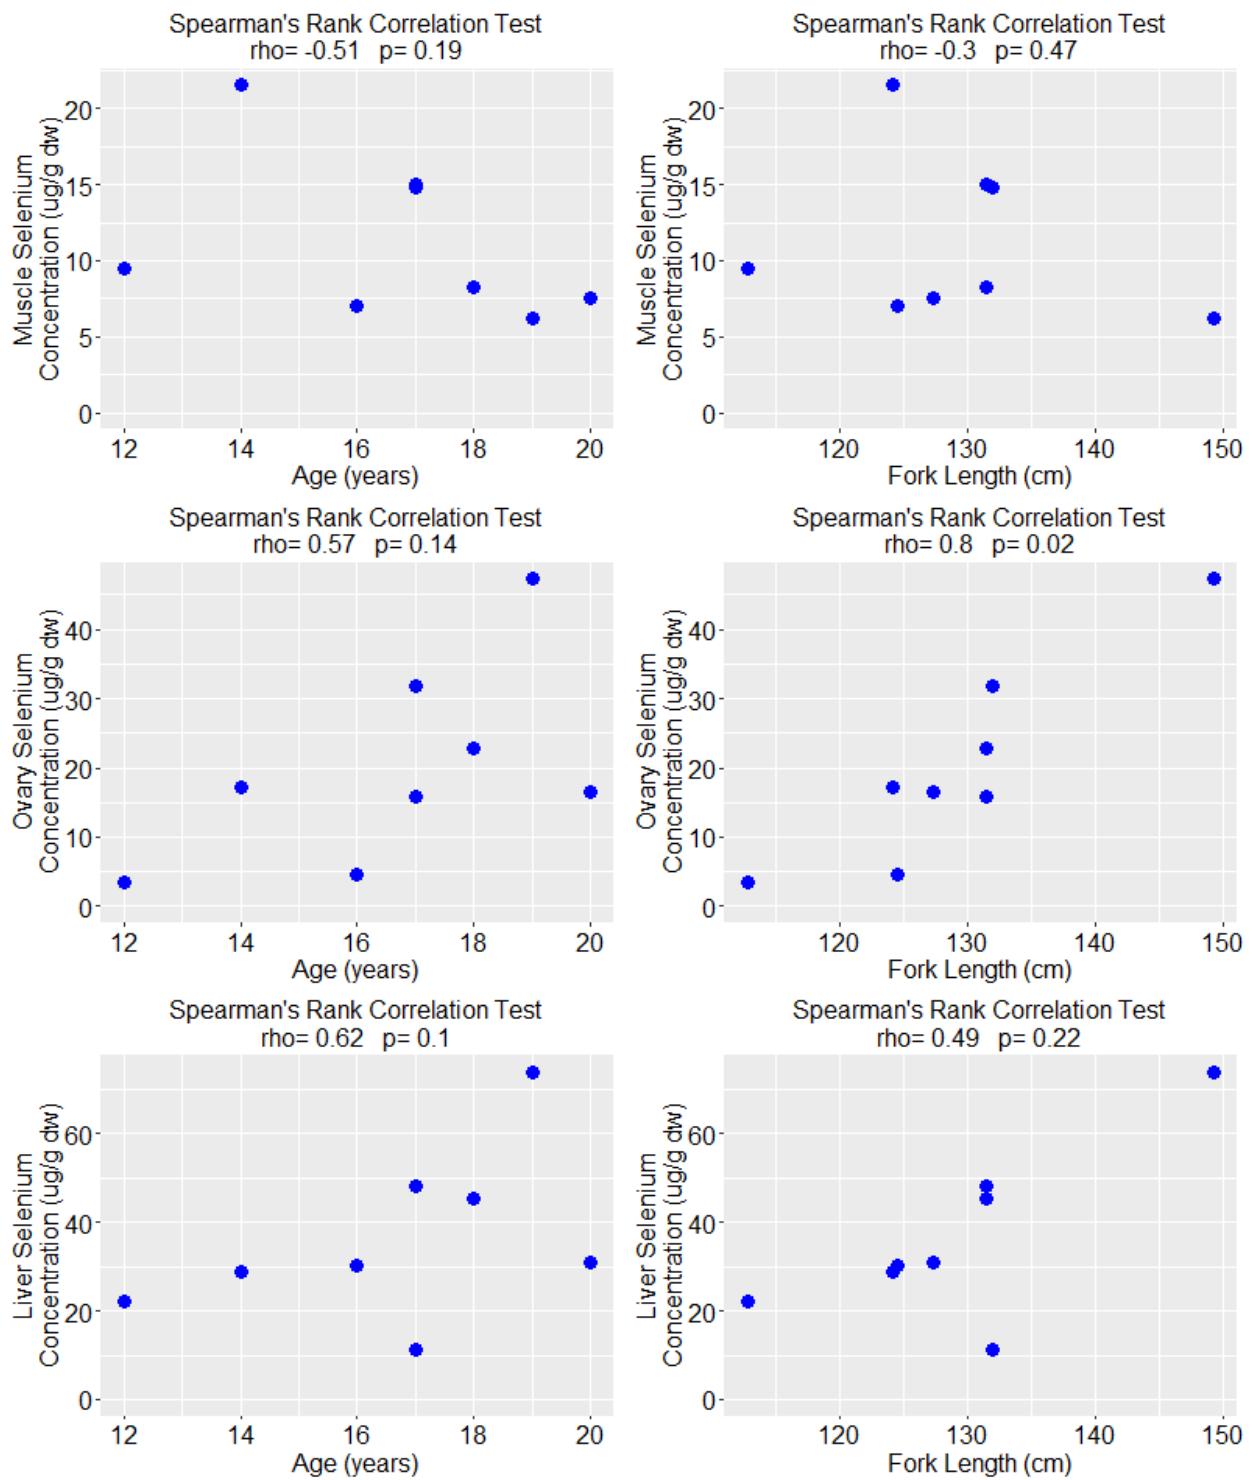 Spearman's Rank Correlation Test
rho= -0.51   p= 0.19
Muscle Selenium
Concentration (ug/g dw)
20
15
10
5
0
12 14 16 18 20
Age (years)
Spearman's Rank Correlation Test
rho= -0.3   p= 0.47
Muscle Selenium
Concentration (ug/g dw)
20
15
10
5
0
120 130 140 150
Fork Length (cm)
Spearman's Rank Correlation Test
rho= 0.57   p= 0.14
Ovary Selenium
Concentration (ug/g dw)
40
30
20
10
0
12 14 16 18 20
Age (years)
Spearman's Rank Correlation Test
rho= 0.8   p= 0.02
Ovary Selenium
Concentration (ug/g dw)
40
30
20
10
0
120 130 140 150
Fork Length (cm)
Spearman's Rank Correlation Test
rho= 0.62   p= 0.1
Liver Selenium
Concentration (ug/g dw)
60
40
20
0
12 14 16 18 20
Age (years)
Spearman's Rank Correlation Test
rho= 0.49   p= 0.22
Liver Selenium
Concentration (ug/g dw)
60
40
20
0
120 130 140 150
Fork Length (cm)